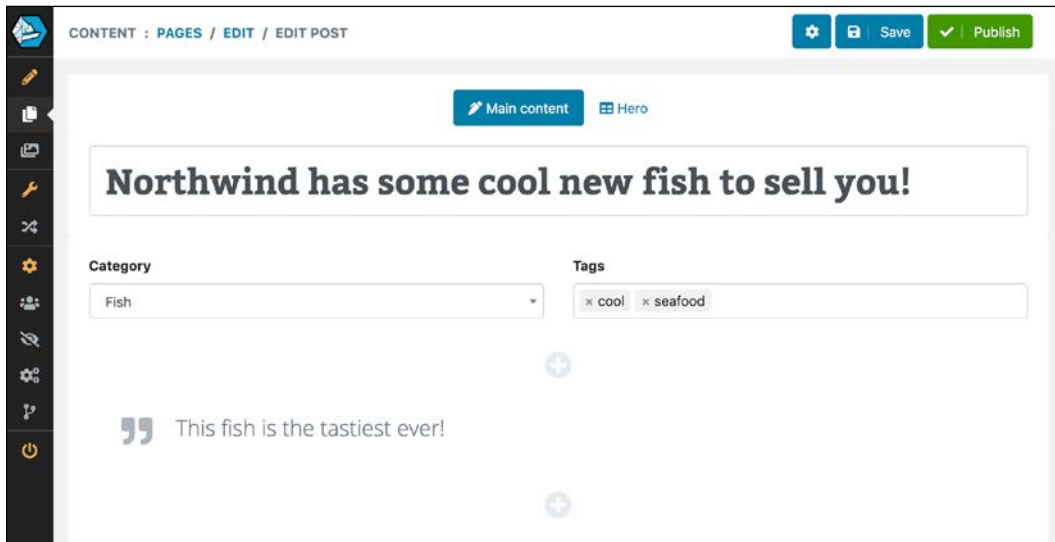 CONTENT : PAGES / EDIT / EDIT POST
Save
Publish
Main content
Hero
Northwind has some cool new fish to sell you!
Category
Tags
Fish
× cool × seafood
This fish is the tastiest ever!